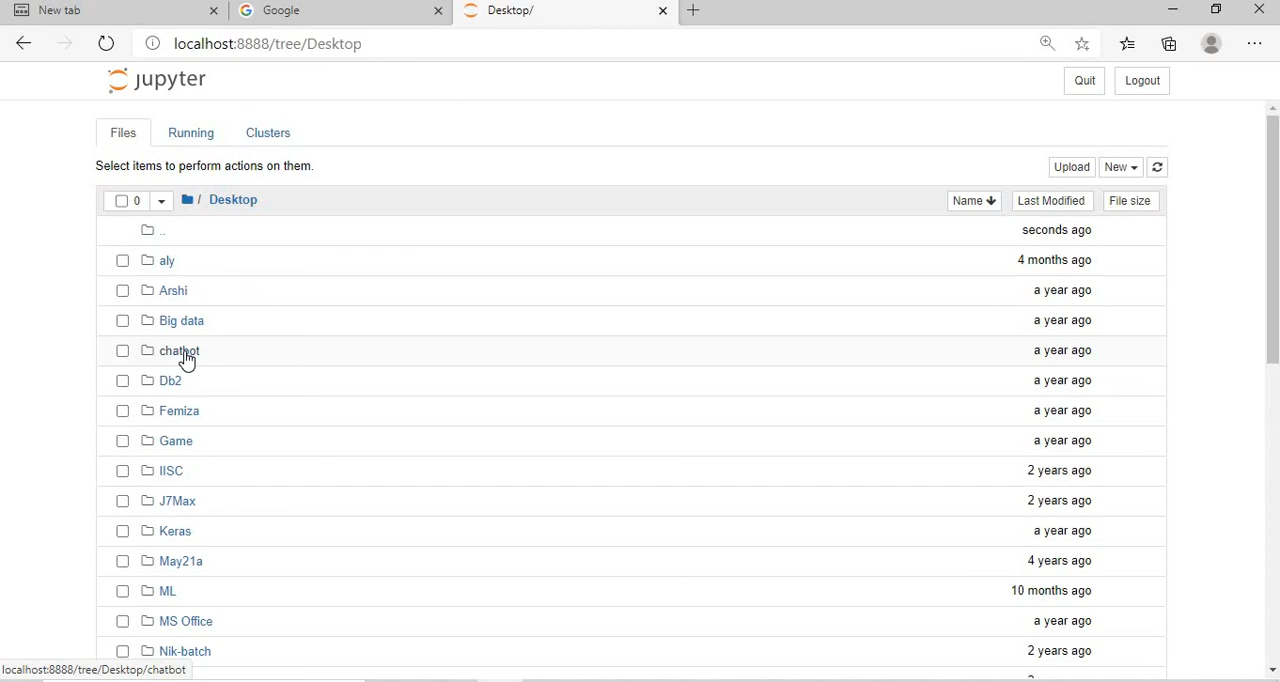 New tab
Google
Desktop/
localhost:8888/tree/Desktop
jupyter
Quit
Logout
Files
Running
Clusters
Select items to perform actions on them.
Upload
New
0
/
Desktop
Name
Last Modified
File size
..
seconds ago
aly
4 months ago
Arshi
a year ago
Big data
a year ago
chatbot
a year ago
Db2
a year ago
Femiza
a year ago
Game
a year ago
IISC
2 years ago
J7Max
2 years ago
Keras
a year ago
May21a
4 years ago
ML
10 months ago
MS Office
a year ago
Nik-batch
2 years ago
localhost:8888/tree/Desktop/chatbot